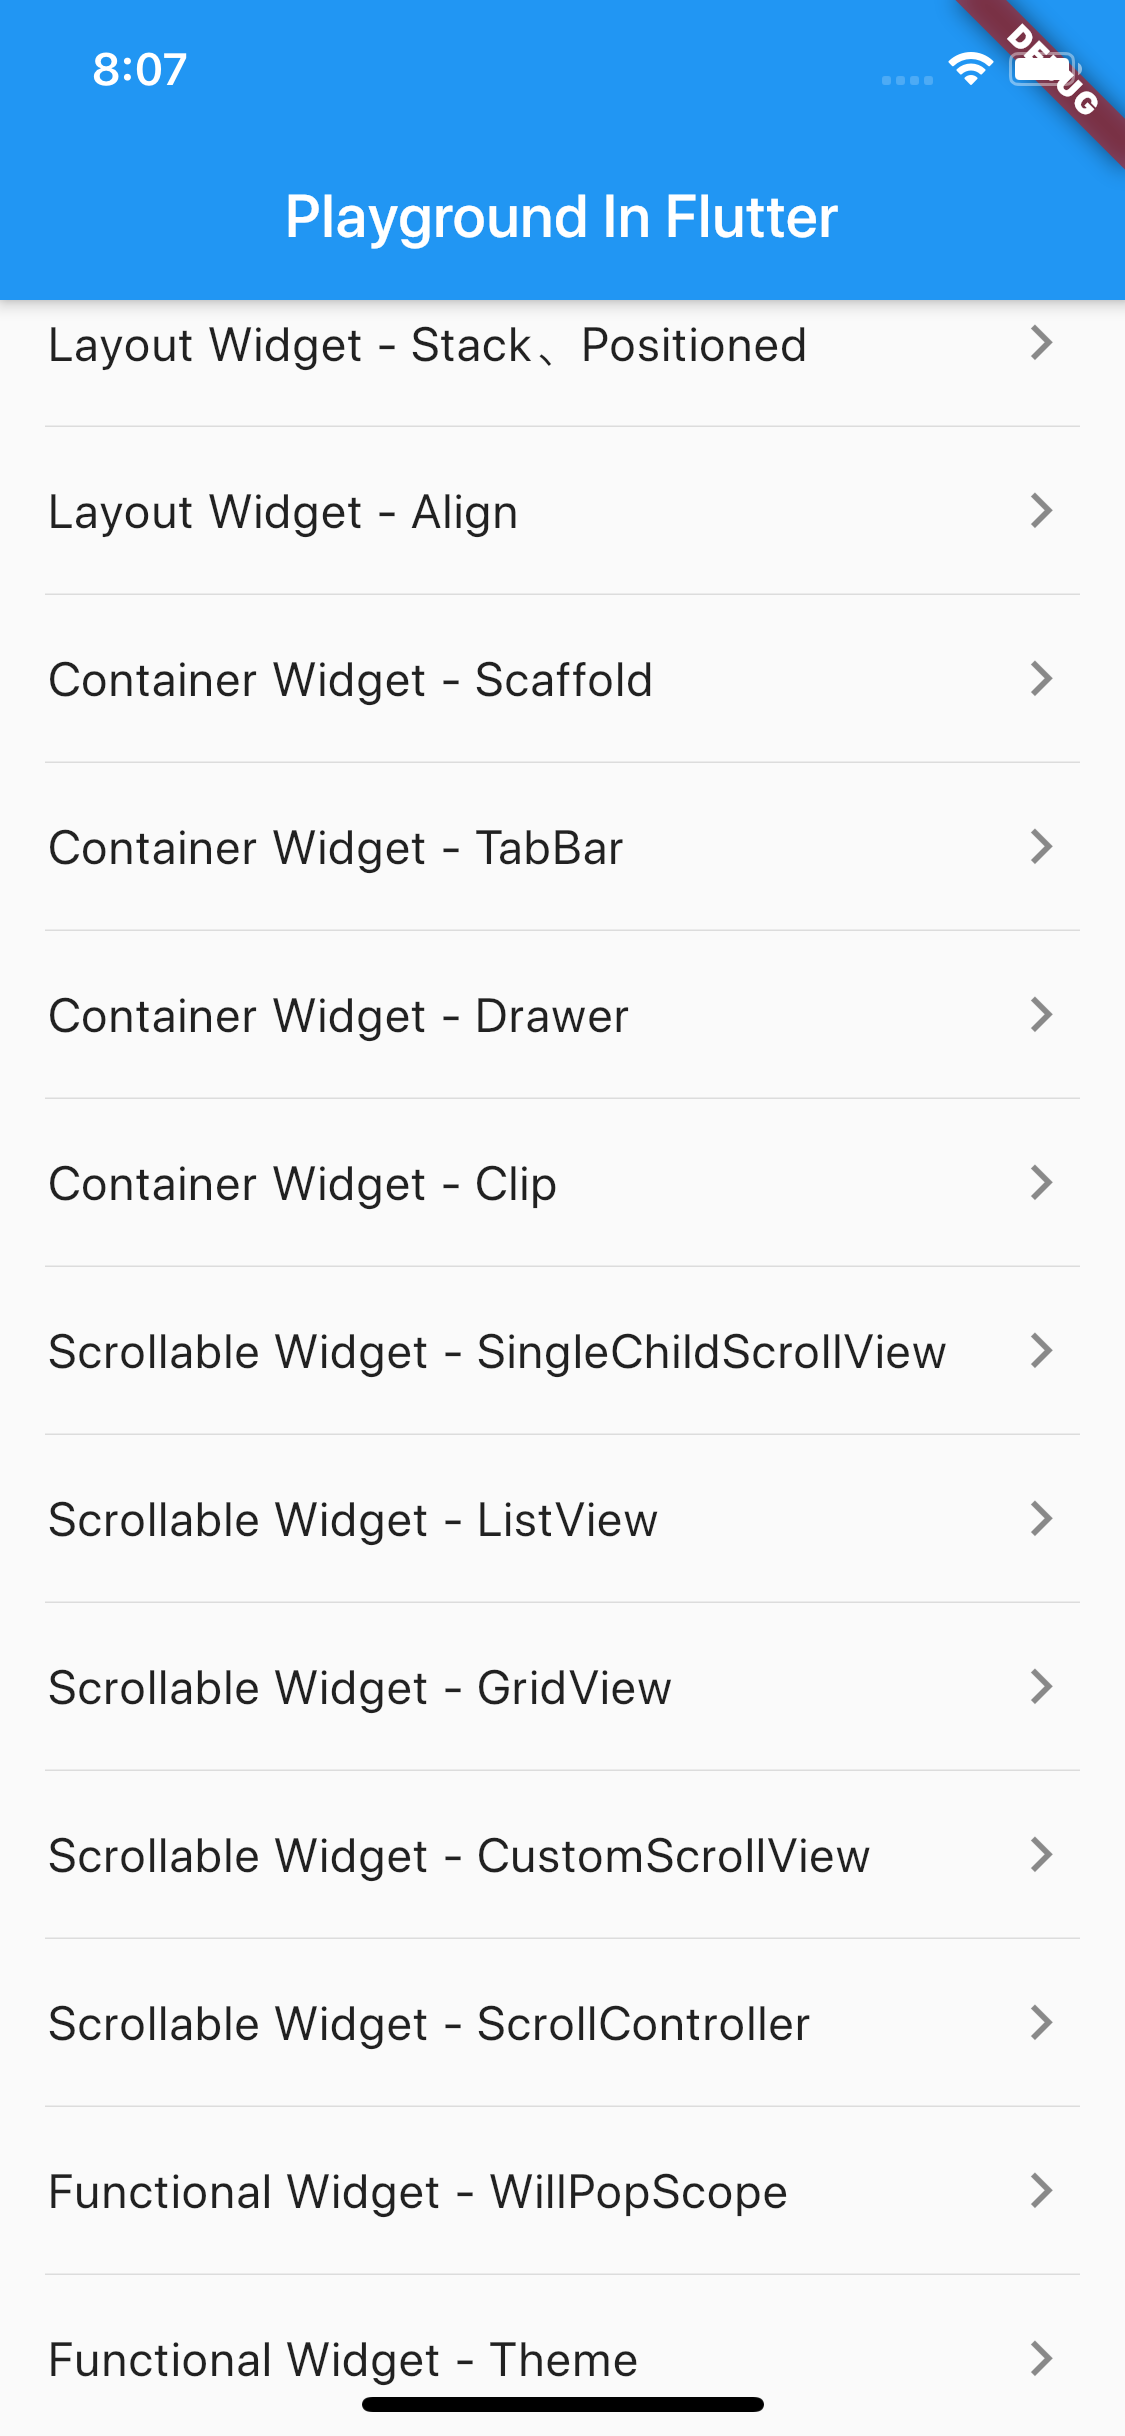 8:07
DEBUG
Playground In Flutter
Layout Widget - Stack、Positioned
Layout Widget - Align
Container Widget - Scaffold
Container Widget - TabBar
Container Widget - Drawer
Container Widget - Clip
Scrollable Widget - SingleChildScrollView
Scrollable Widget - ListView
Scrollable Widget - GridView
Scrollable Widget - CustomScrollView
Scrollable Widget - ScrollController
Functional Widget - WillPopScope
Functional Widget - Theme